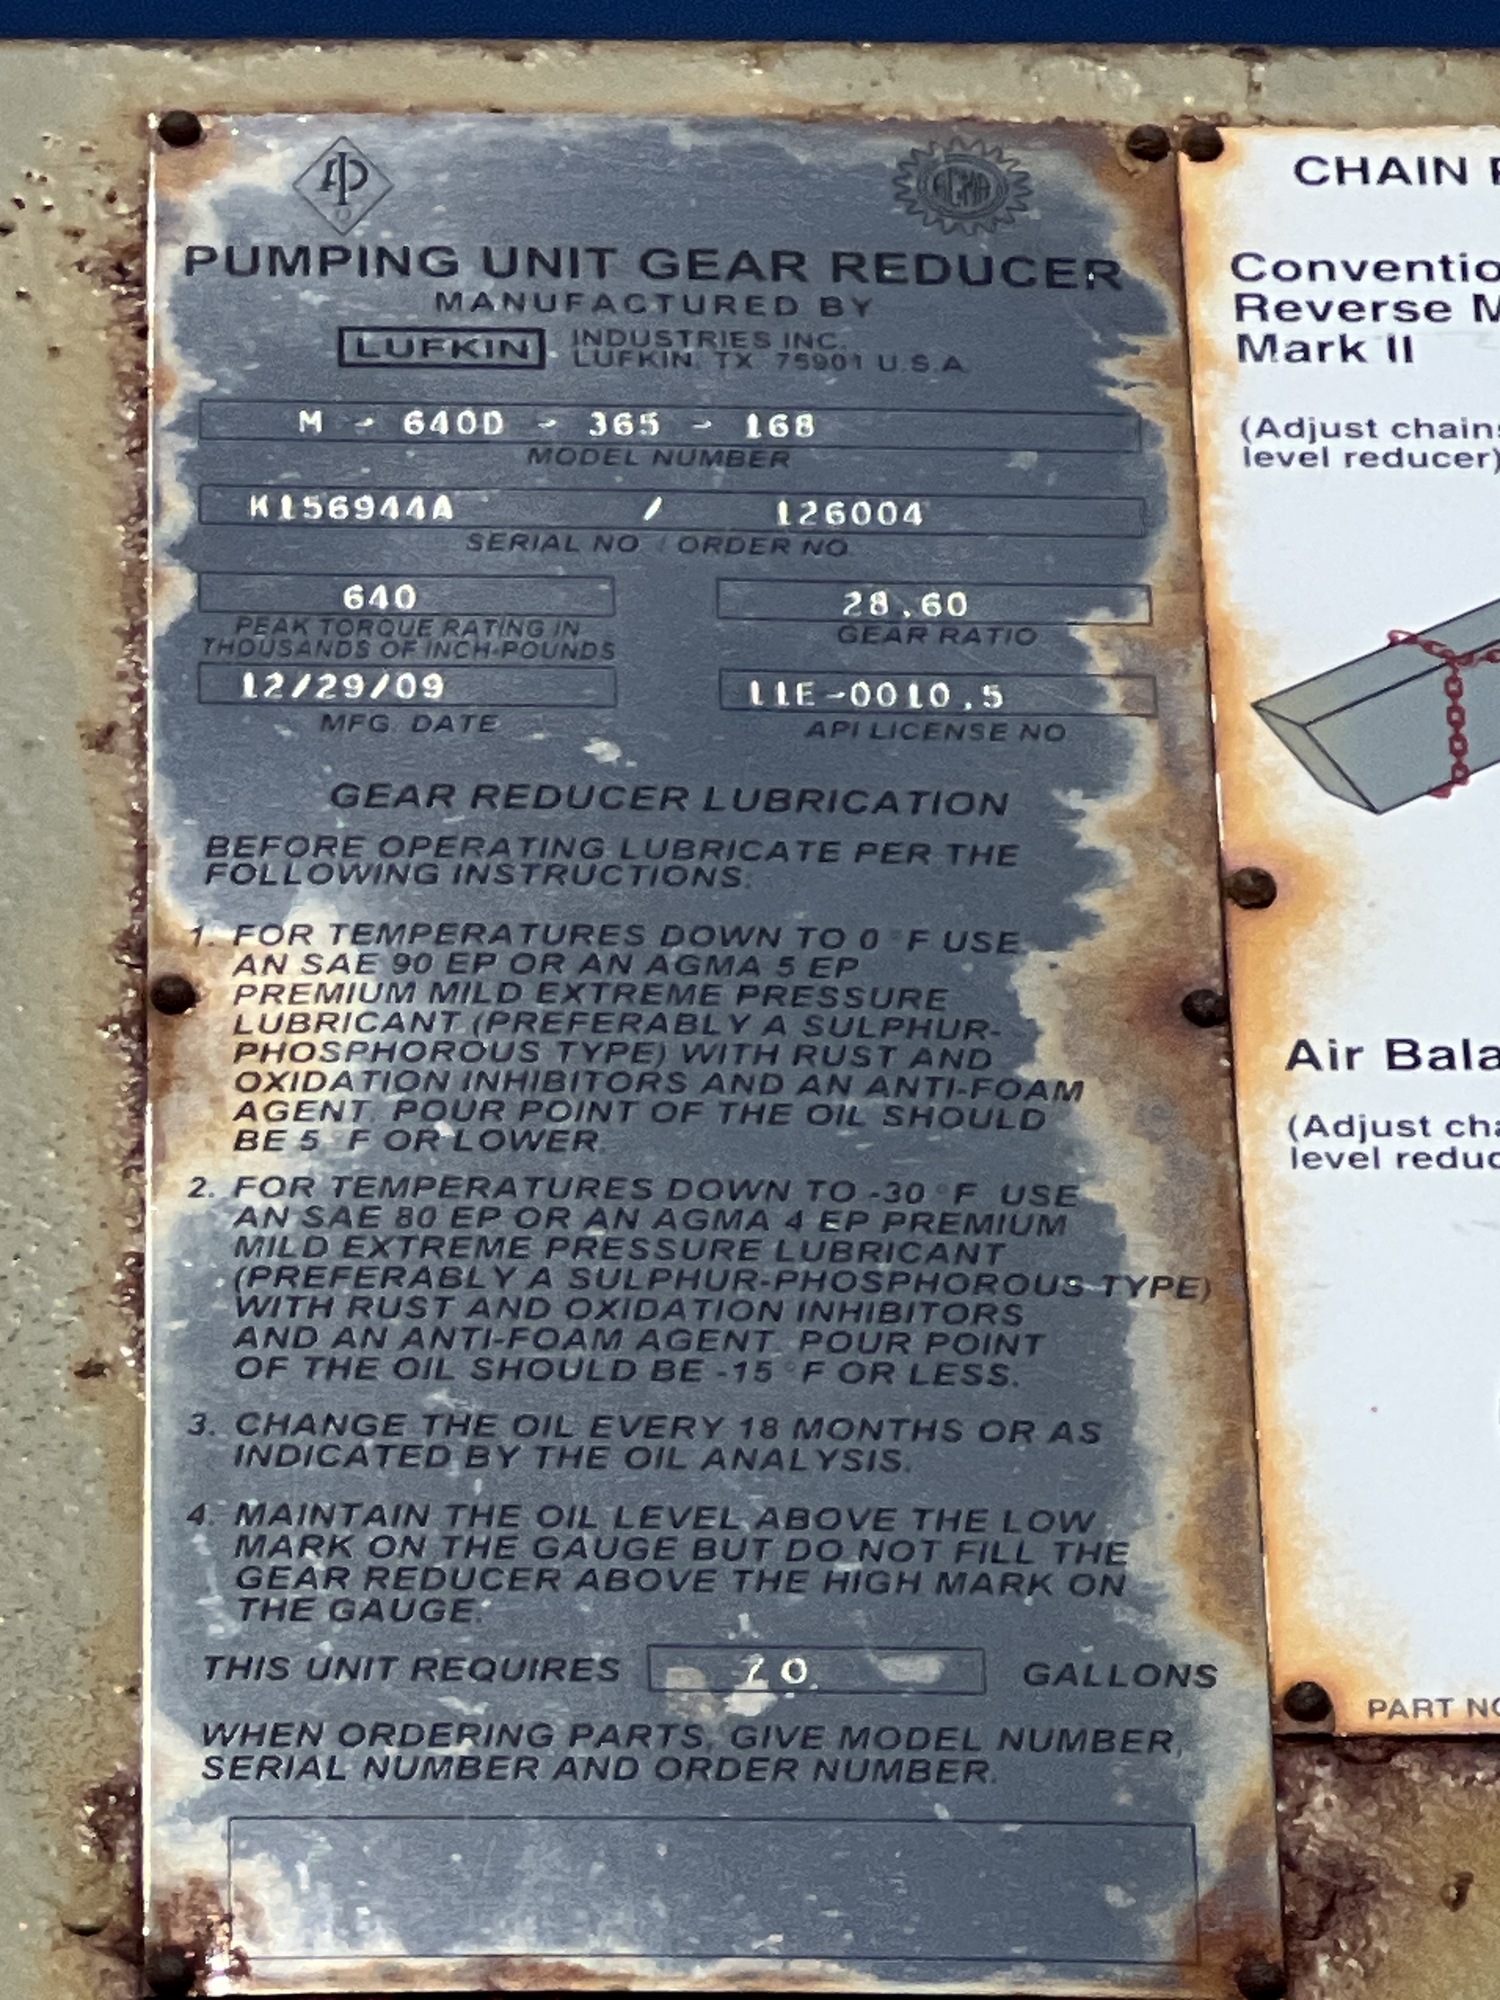 API
AGMA
PUMPING UNIT GEAR REDUCER
MANUFACTURED BY
LUFKIN INDUSTRIES INC.
LUFKIN, TX 75901 U.S.A.
M - 640D - 365 - 168
MODEL NUMBER
K156944A / 126004
SERIAL NO / ORDER NO.
640
PEAK TORQUE RATING IN
THOUSANDS OF INCH-POUNDS
28.60
GEAR RATIO
12/29/09
MFG. DATE
11E-0010.5
API LICENSE NO
GEAR REDUCER LUBRICATION
BEFORE OPERATING LUBRICATE PER THE
FOLLOWING INSTRUCTIONS.
1. FOR TEMPERATURES DOWN TO 0 °F USE
AN SAE 90 EP OR AN AGMA 5 EP
PREMIUM MILD EXTREME PRESSURE
LUBRICANT (PREFERABLY A SULPHUR-
PHOSPHOROUS TYPE) WITH RUST AND
OXIDATION INHIBITORS AND AN ANTI-FOAM
AGENT. POUR POINT OF THE OIL SHOULD
BE 5 °F OR LOWER.
2. FOR TEMPERATURES DOWN TO -30 °F USE
AN SAE 80 EP OR AN AGMA 4 EP PREMIUM
MILD EXTREME PRESSURE LUBRICANT
(PREFERABLY A SULPHUR-PHOSPHOROUS TYPE)
WITH RUST AND OXIDATION INHIBITORS
AND AN ANTI-FOAM AGENT. POUR POINT
OF THE OIL SHOULD BE -15 °F OR LESS.
3. CHANGE THE OIL EVERY 18 MONTHS OR AS
INDICATED BY THE OIL ANALYSIS.
4. MAINTAIN THE OIL LEVEL ABOVE THE LOW
MARK ON THE GAUGE BUT DO NOT FILL THE
GEAR REDUCER ABOVE THE HIGH MARK ON
THE GAUGE.
THIS UNIT REQUIRES GALLONS
WHEN ORDERING PARTS, GIVE MODEL NUMBER,
SERIAL NUMBER AND ORDER NUMBER.
CHAIN
Reverse
Mark II
(Adjust
level reducer)
Air
(Adjust
level
PART